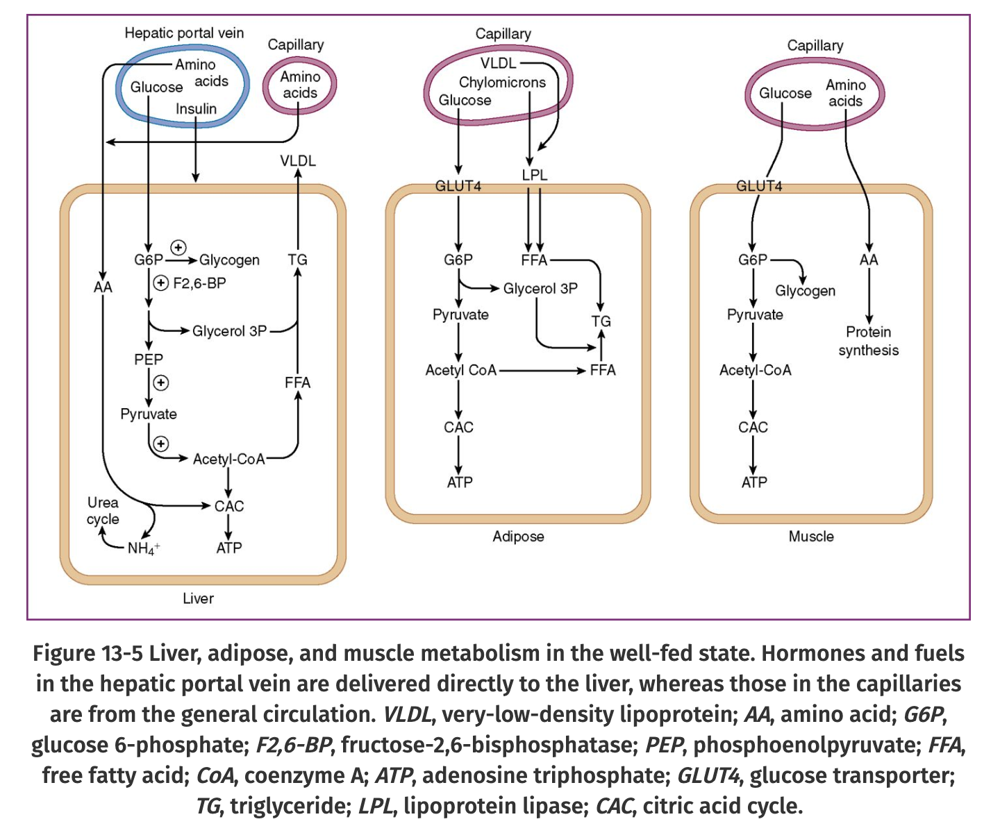 Hepatic portal vein
Amino
acids
Glucose
Insulin
Capillary
Amino
acids
VLDL
G6P
+
Glycogen
TG
AA
+ F2,6-BP
Glycerol 3P
PEP
+
FFA
Pyruvate
+
Acetyl-CoA
Urea
cycle
CAC
NH₄⁺
ATP
Liver
Capillary
VLDL
Chylomicrons
Glucose
LPL
GLUT4
G6P
FFA
Glycerol 3P
Pyruvate
TG
Acetyl CoA
FFA
CAC
ATP
Adipose
Capillary
Glucose
Amino
acids
GLUT4
G6P
AA
Glycogen
Pyruvate
Protein
synthesis
Acetyl-CoA
CAC
ATP
Muscle
Figure 13-5 Liver, adipose, and muscle metabolism in the well-fed state. Hormones and fuels
in the hepatic portal vein are delivered directly to the liver, whereas those in the capillaries
are from the general circulation. VLDL, very-low-density lipoprotein; AA, amino acid; G6P,
glucose 6-phosphate; F2,6-BP, fructose-2,6-bisphosphatase; PEP, phosphoenolpyruvate; FFA,
free fatty acid; CoA, coenzyme A; ATP, adenosine triphosphate; GLUT4, glucose transporter;
TG, triglyceride; LPL, lipoprotein lipase; CAC, citric acid cycle.